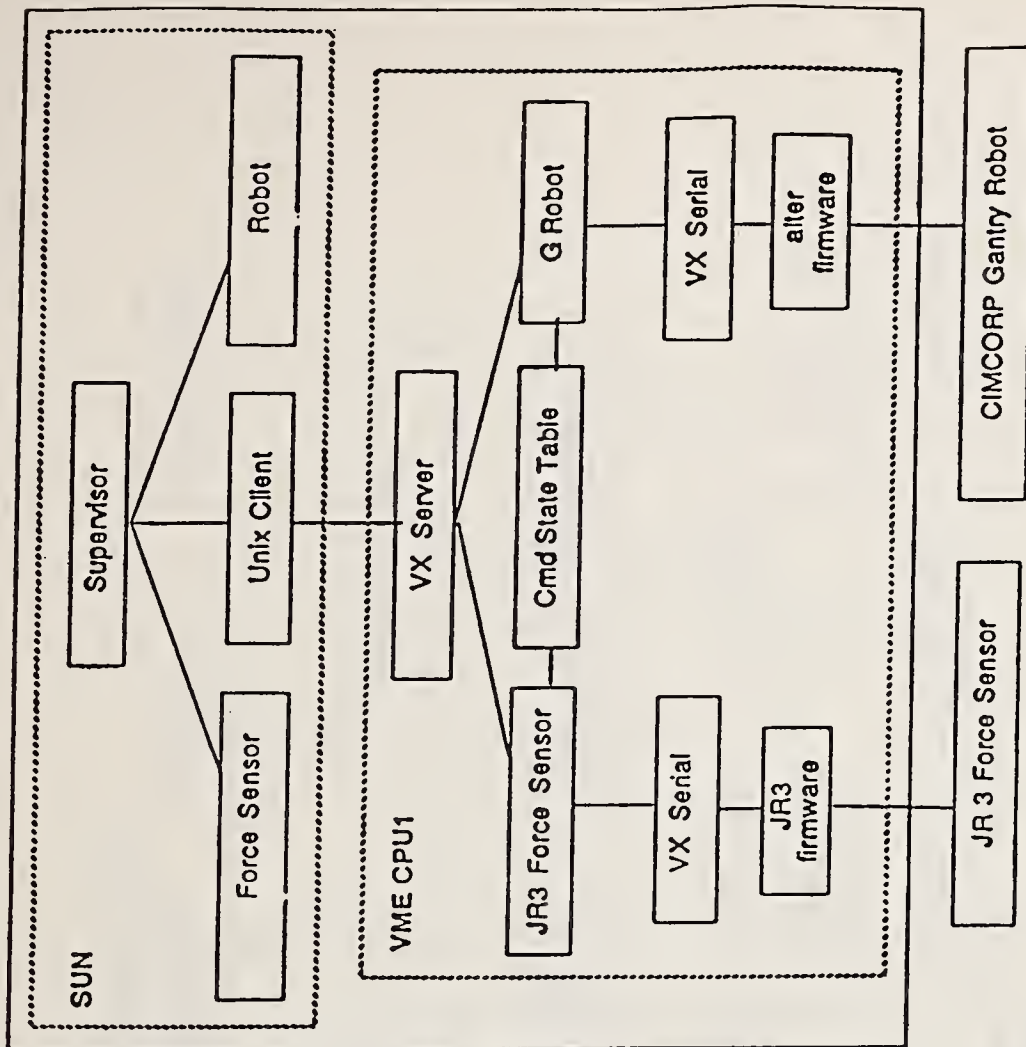 SUN
Supervisor
Force Sensor
Unix Client
Robot
VME CPU1
VX Server
JR3 Force Sensor
Cmd State Table
G Robot
VX Serial
VX Serial
JR3
firmware
alter
firmware
JR 3 Force Sensor
CIMCORP Gantry Robot